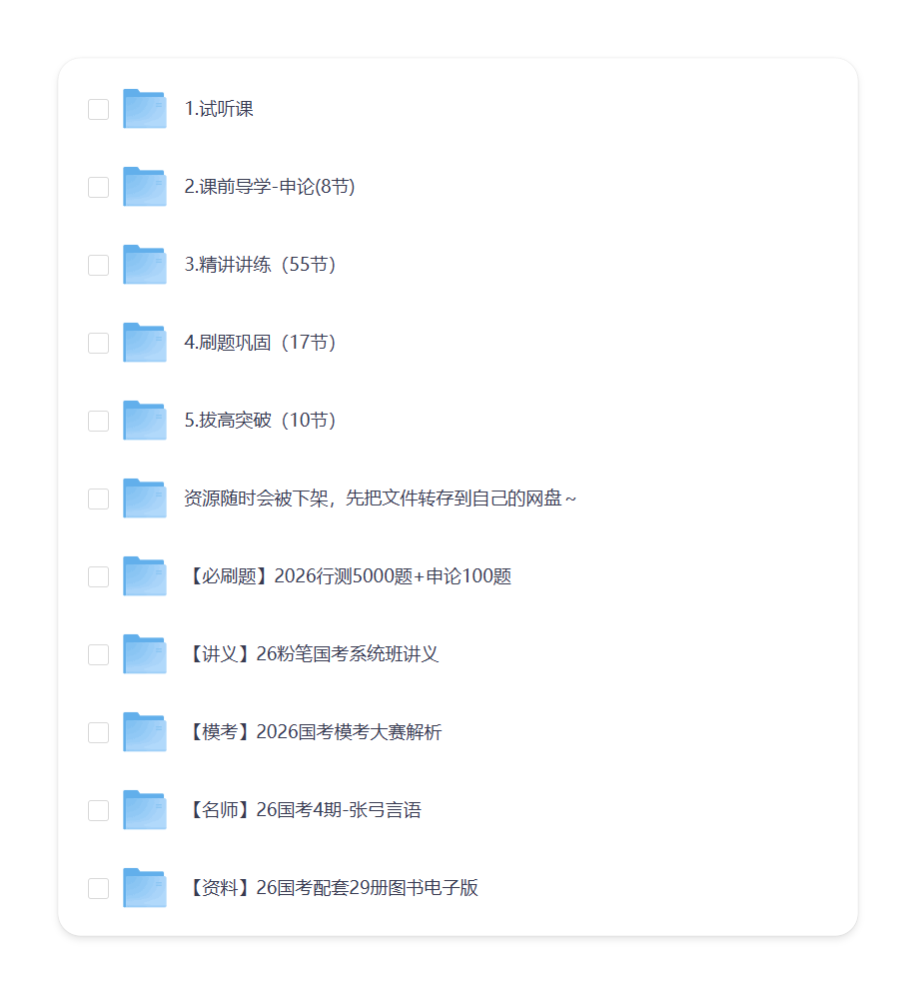 1.试听课
2.课前导学-申论(8节)
3.精讲讲练（55节）
4.刷题巩固（17节）
5.拔高突破（10节）
资源随时会被下架，先把文件转存到自己的网盘~
【必刷题】2026行测5000题+申论100题
【讲义】26粉笔国考系统班讲义
【模考】2026国考模考大赛解析
【名师】26国考4期-张弓言语
【资料】26国考配套29册图书电子版